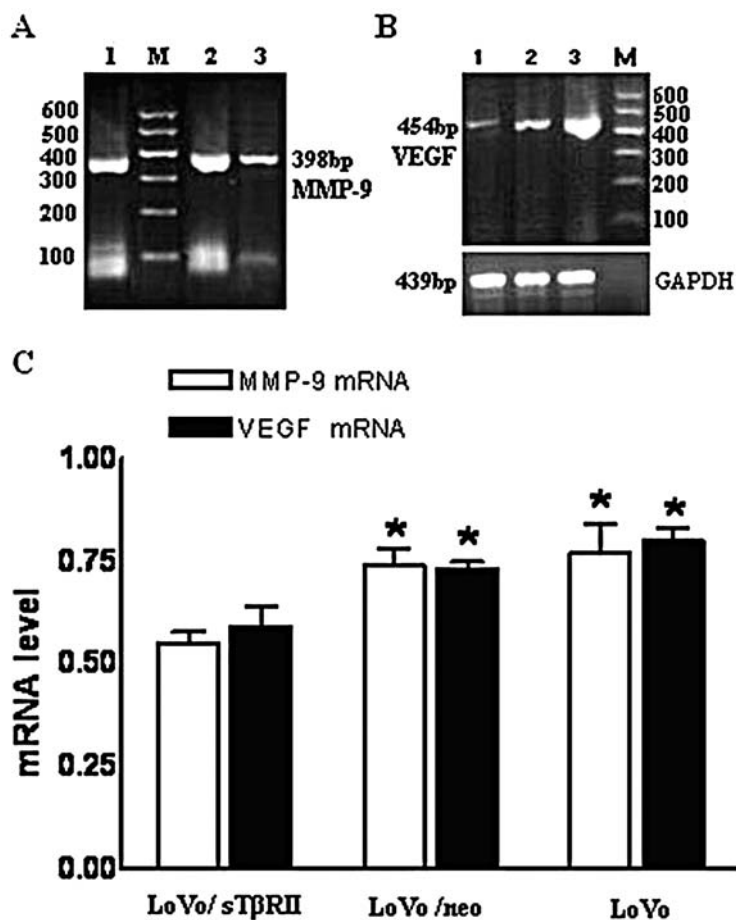 A
1 M 2 3
600
500
400
300
200
100
398bp
MMP-9
B
1 2 3 M
454bp
VEGF
600
500
400
300
200
100
439bp
GAPDH
C
MMP-9 mRNA
VEGF mRNA
mRNA level
1.00
0.75
0.50
0.25
0.00
* * * *
LoVo/ sTβRII LoVo /neo LoVo